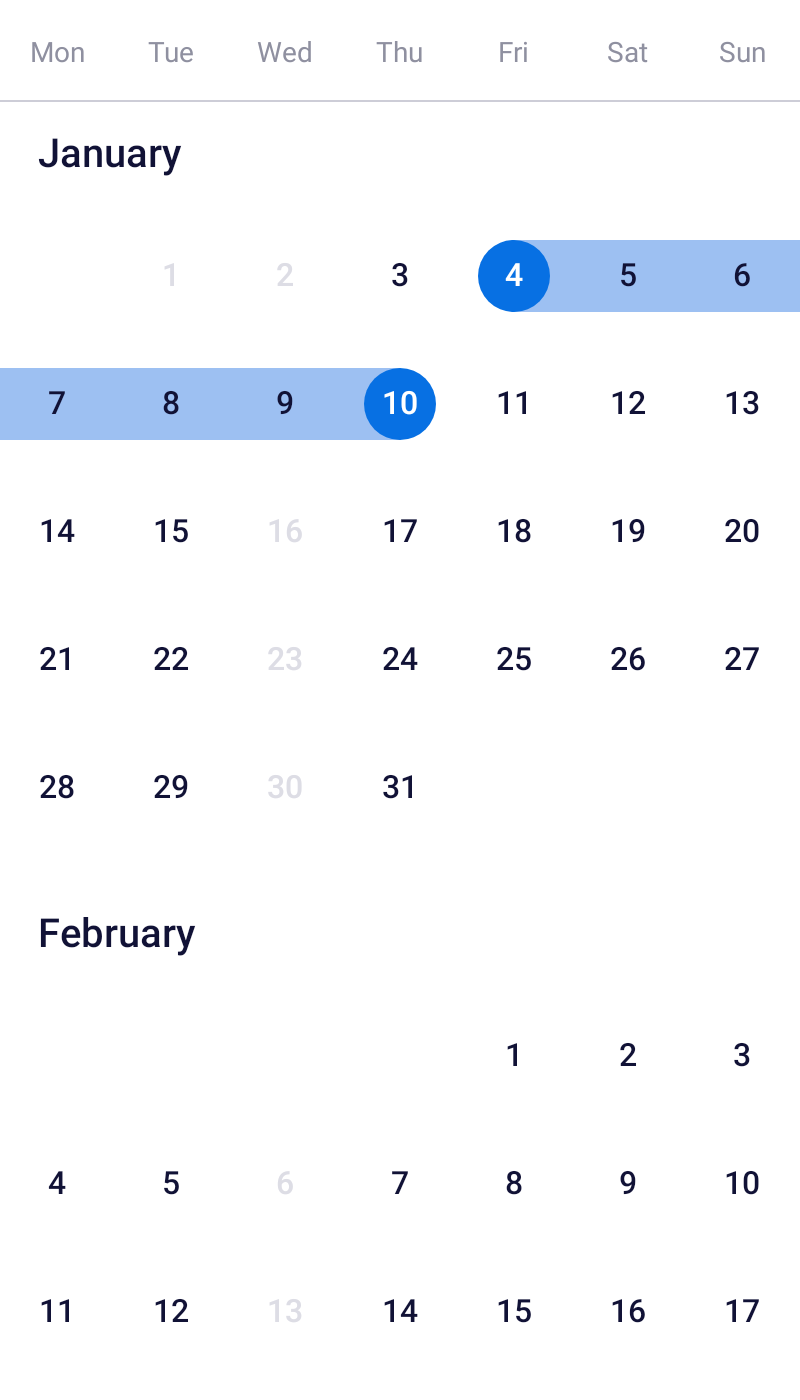 Mon Tue Wed Thu Fri Sat Sun
January
1 2 3 4 5 6
7 8 9 10 11 12 13
14 15 16 17 18 19 20
21 22 23 24 25 26 27
28 29 30 31
February
1 2 3
4 5 6 7 8 9 10
11 12 13 14 15 16 17